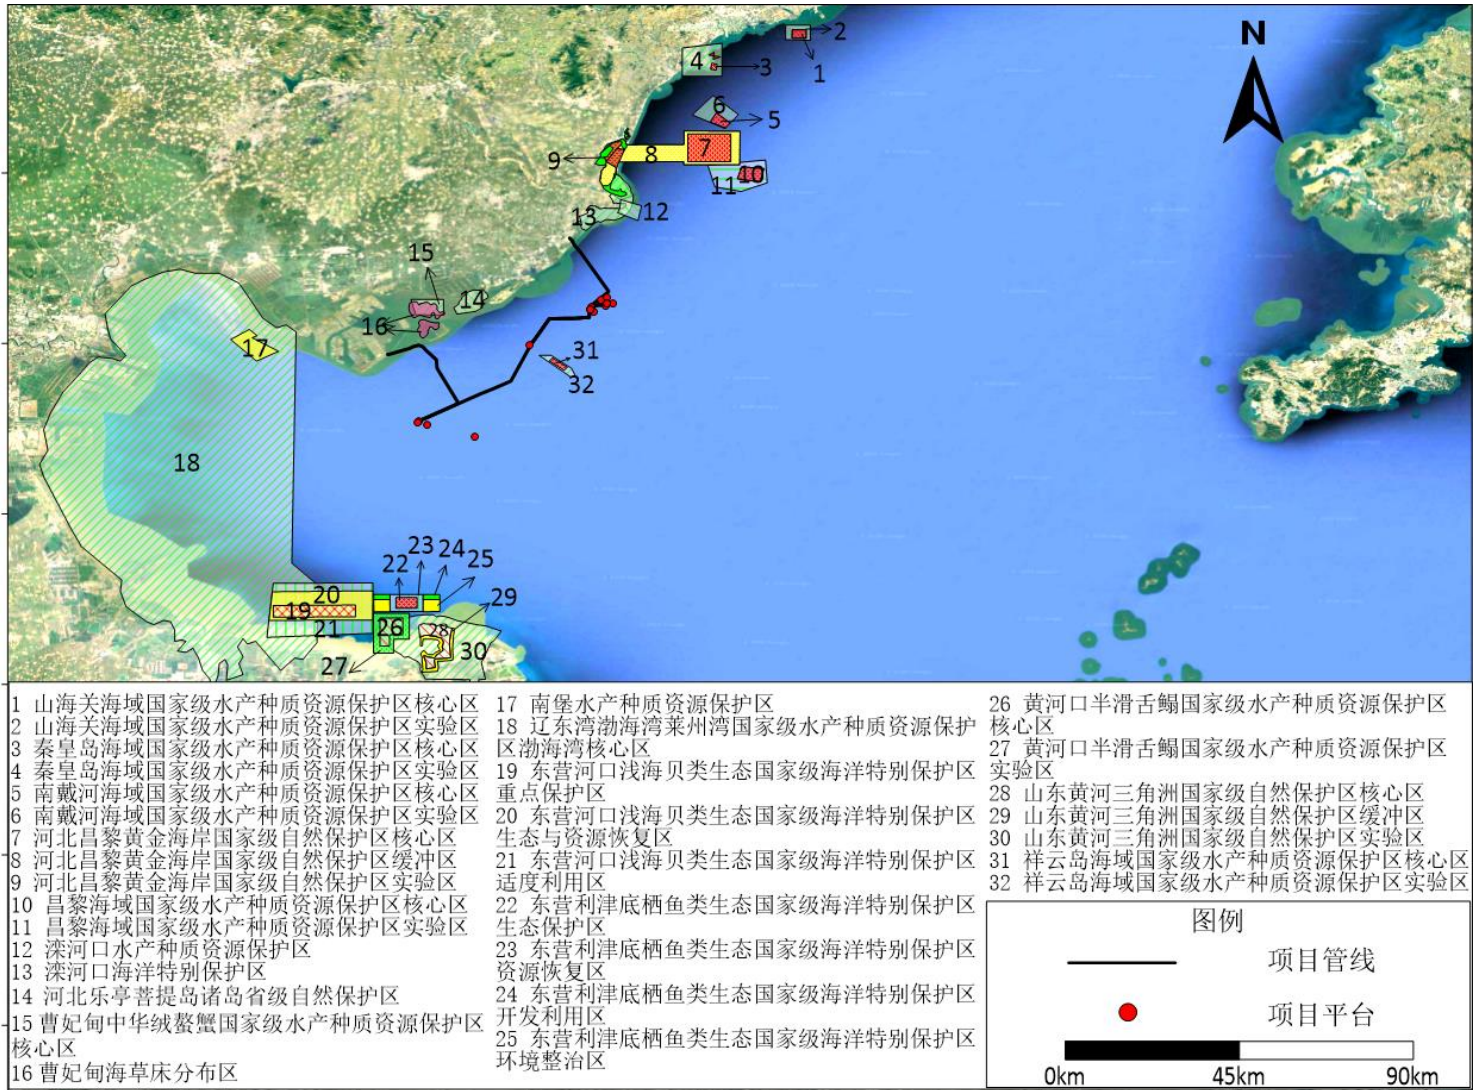 N
2
4
3
1
6
5
9
8
7
11
10
12
13
15
14
16
17
31
32
18
23
24
25
22
20
29
19
21
26
28
30
27
1 山海关海域国家级水产种质资源保护区核心区
2 山海关海域国家级水产种质资源保护区实验区
3 秦皇岛海域国家级水产种质资源保护区核心区
4 秦皇岛海域国家级水产种质资源保护区实验区
5 南戴河海域国家级水产种质资源保护区核心区
6 南戴河海域国家级水产种质资源保护区实验区
7 河北昌黎黄金海岸国家级自然保护区核心区
8 河北昌黎黄金海岸国家级自然保护区缓冲区
9 河北昌黎黄金海岸国家级自然保护区实验区
10 昌黎海域国家级水产种质资源保护区核心区
11 昌黎海域国家级水产种质资源保护区实验区
12 滦河口水产种质资源保护区
13 滦河口海洋特别保护区
14 河北乐亭菩提岛诸岛省级自然保护区
15 曹妃甸中华绒螯蟹国家级水产种质资源保护区
核心区
16 曹妃甸海草床分布区
17 南堡水产种质资源保护区
18 辽东湾渤海湾莱州湾国家级水产种质资源保护
区渤海湾核心区
19 东营河口浅海贝类生态国家级海洋特别保护区
重点保护区
20 东营河口浅海贝类生态国家级海洋特别保护区
生态与资源恢复区
21 东营河口浅海贝类生态国家级海洋特别保护区
适度利用区
22 东营利津底栖鱼类生态国家级海洋特别保护区
生态保护区
23 东营利津底栖鱼类生态国家级海洋特别保护区
资源恢复区
24 东营利津底栖鱼类生态国家级海洋特别保护区
开发利用区
25 东营利津底栖鱼类生态国家级海洋特别保护区
环境整治区
26 黄河口半滑舌鳎国家级水产种质资源保护区
核心区
27 黄河口半滑舌鳎国家级水产种质资源保护区
实验区
28 山东黄河三角洲国家级自然保护区核心区
29 山东黄河三角洲国家级自然保护区缓冲区
30 山东黄河三角洲国家级自然保护区实验区
31 祥云岛海域国家级水产种质资源保护区核心区
32 祥云岛海域国家级水产种质资源保护区实验区
图例
项目管线
项目平台
0km 45km 90km